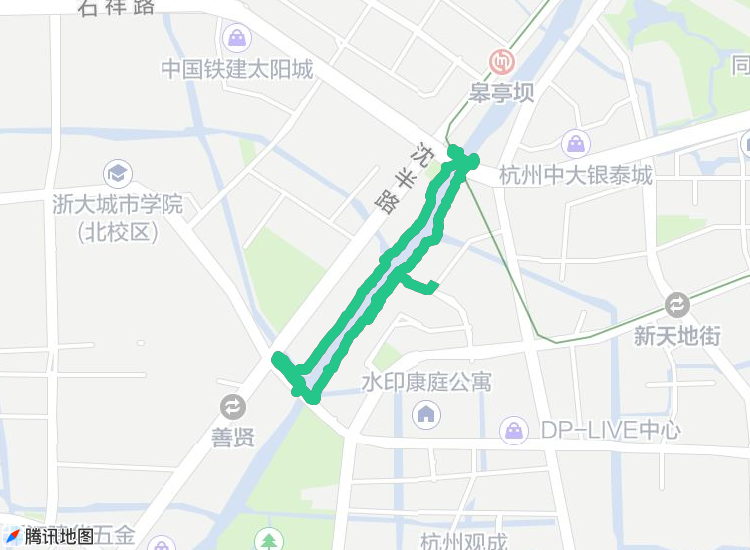 石祥路
中国铁建太阳城
皋亭坝
沈半路
杭州中大银泰城
浙大城市学院
(北校区)
新天地街
水印康庭公寓
善贤
DP-LIVE中心
五金
腾讯地图
杭州观成
同